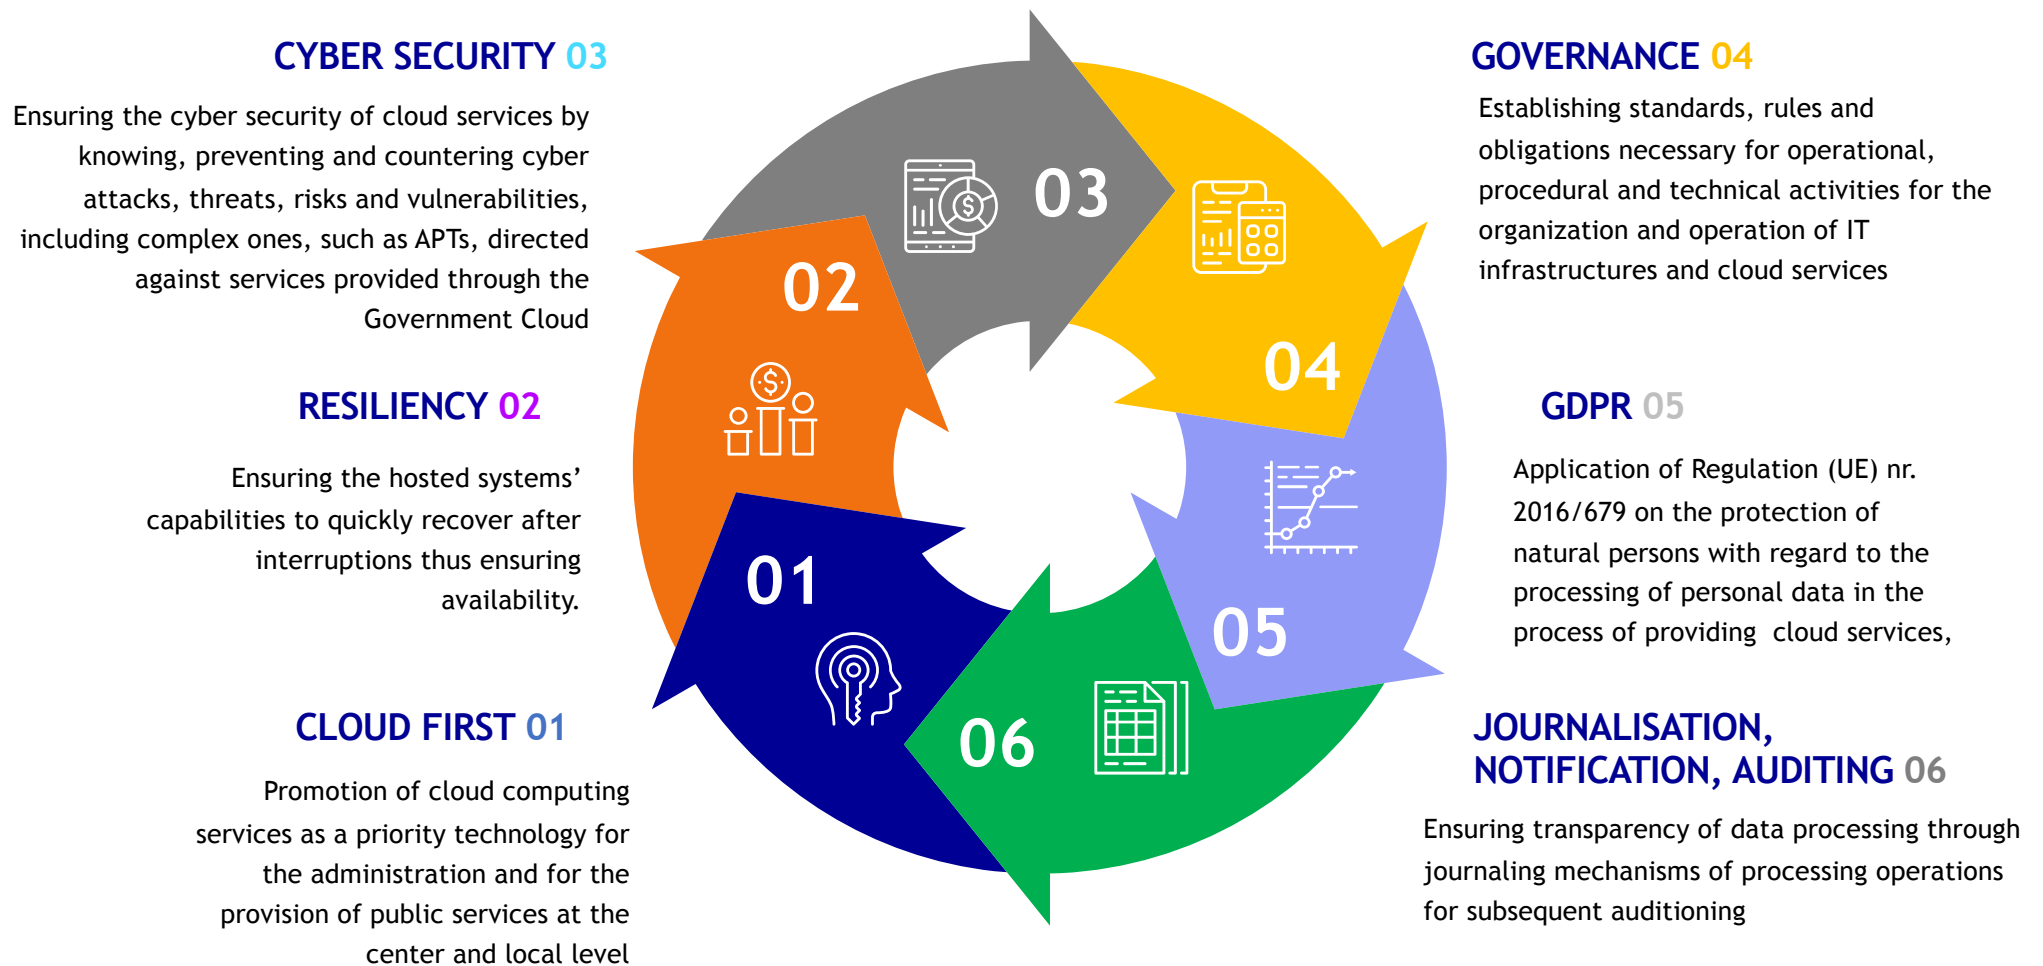 CYBER SECURITY 03
Ensuring the cyber security of cloud services by
knowing, preventing and countering cyber
attacks, threats, risks and vulnerabilities,
including complex ones, such as APTs, directed
against services provided through the
Government Cloud
RESILIENCY 02
Ensuring the hosted systems’
capabilities to quickly recover after
interruptions thus ensuring
availability.
CLOUD FIRST 01
Promotion of cloud computing
services as a priority technology for
the administration and for the
provision of public services at the
center and local level
03
02
04
01
05
06
$
$
GOVERNANCE 04
Establishing standards, rules and
obligations necessary for operational,
procedural and technical activities for the
organization and operation of IT
infrastructures and cloud services
GDPR 05
Application of Regulation (UE) nr.
2016/679 on the protection of
natural persons with regard to the
processing of personal data in the
process of providing  cloud services,
JOURNALISATION,
NOTIFICATION, AUDITING 06
Ensuring transparency of data processing through
journaling mechanisms of processing operations
for subsequent auditioning